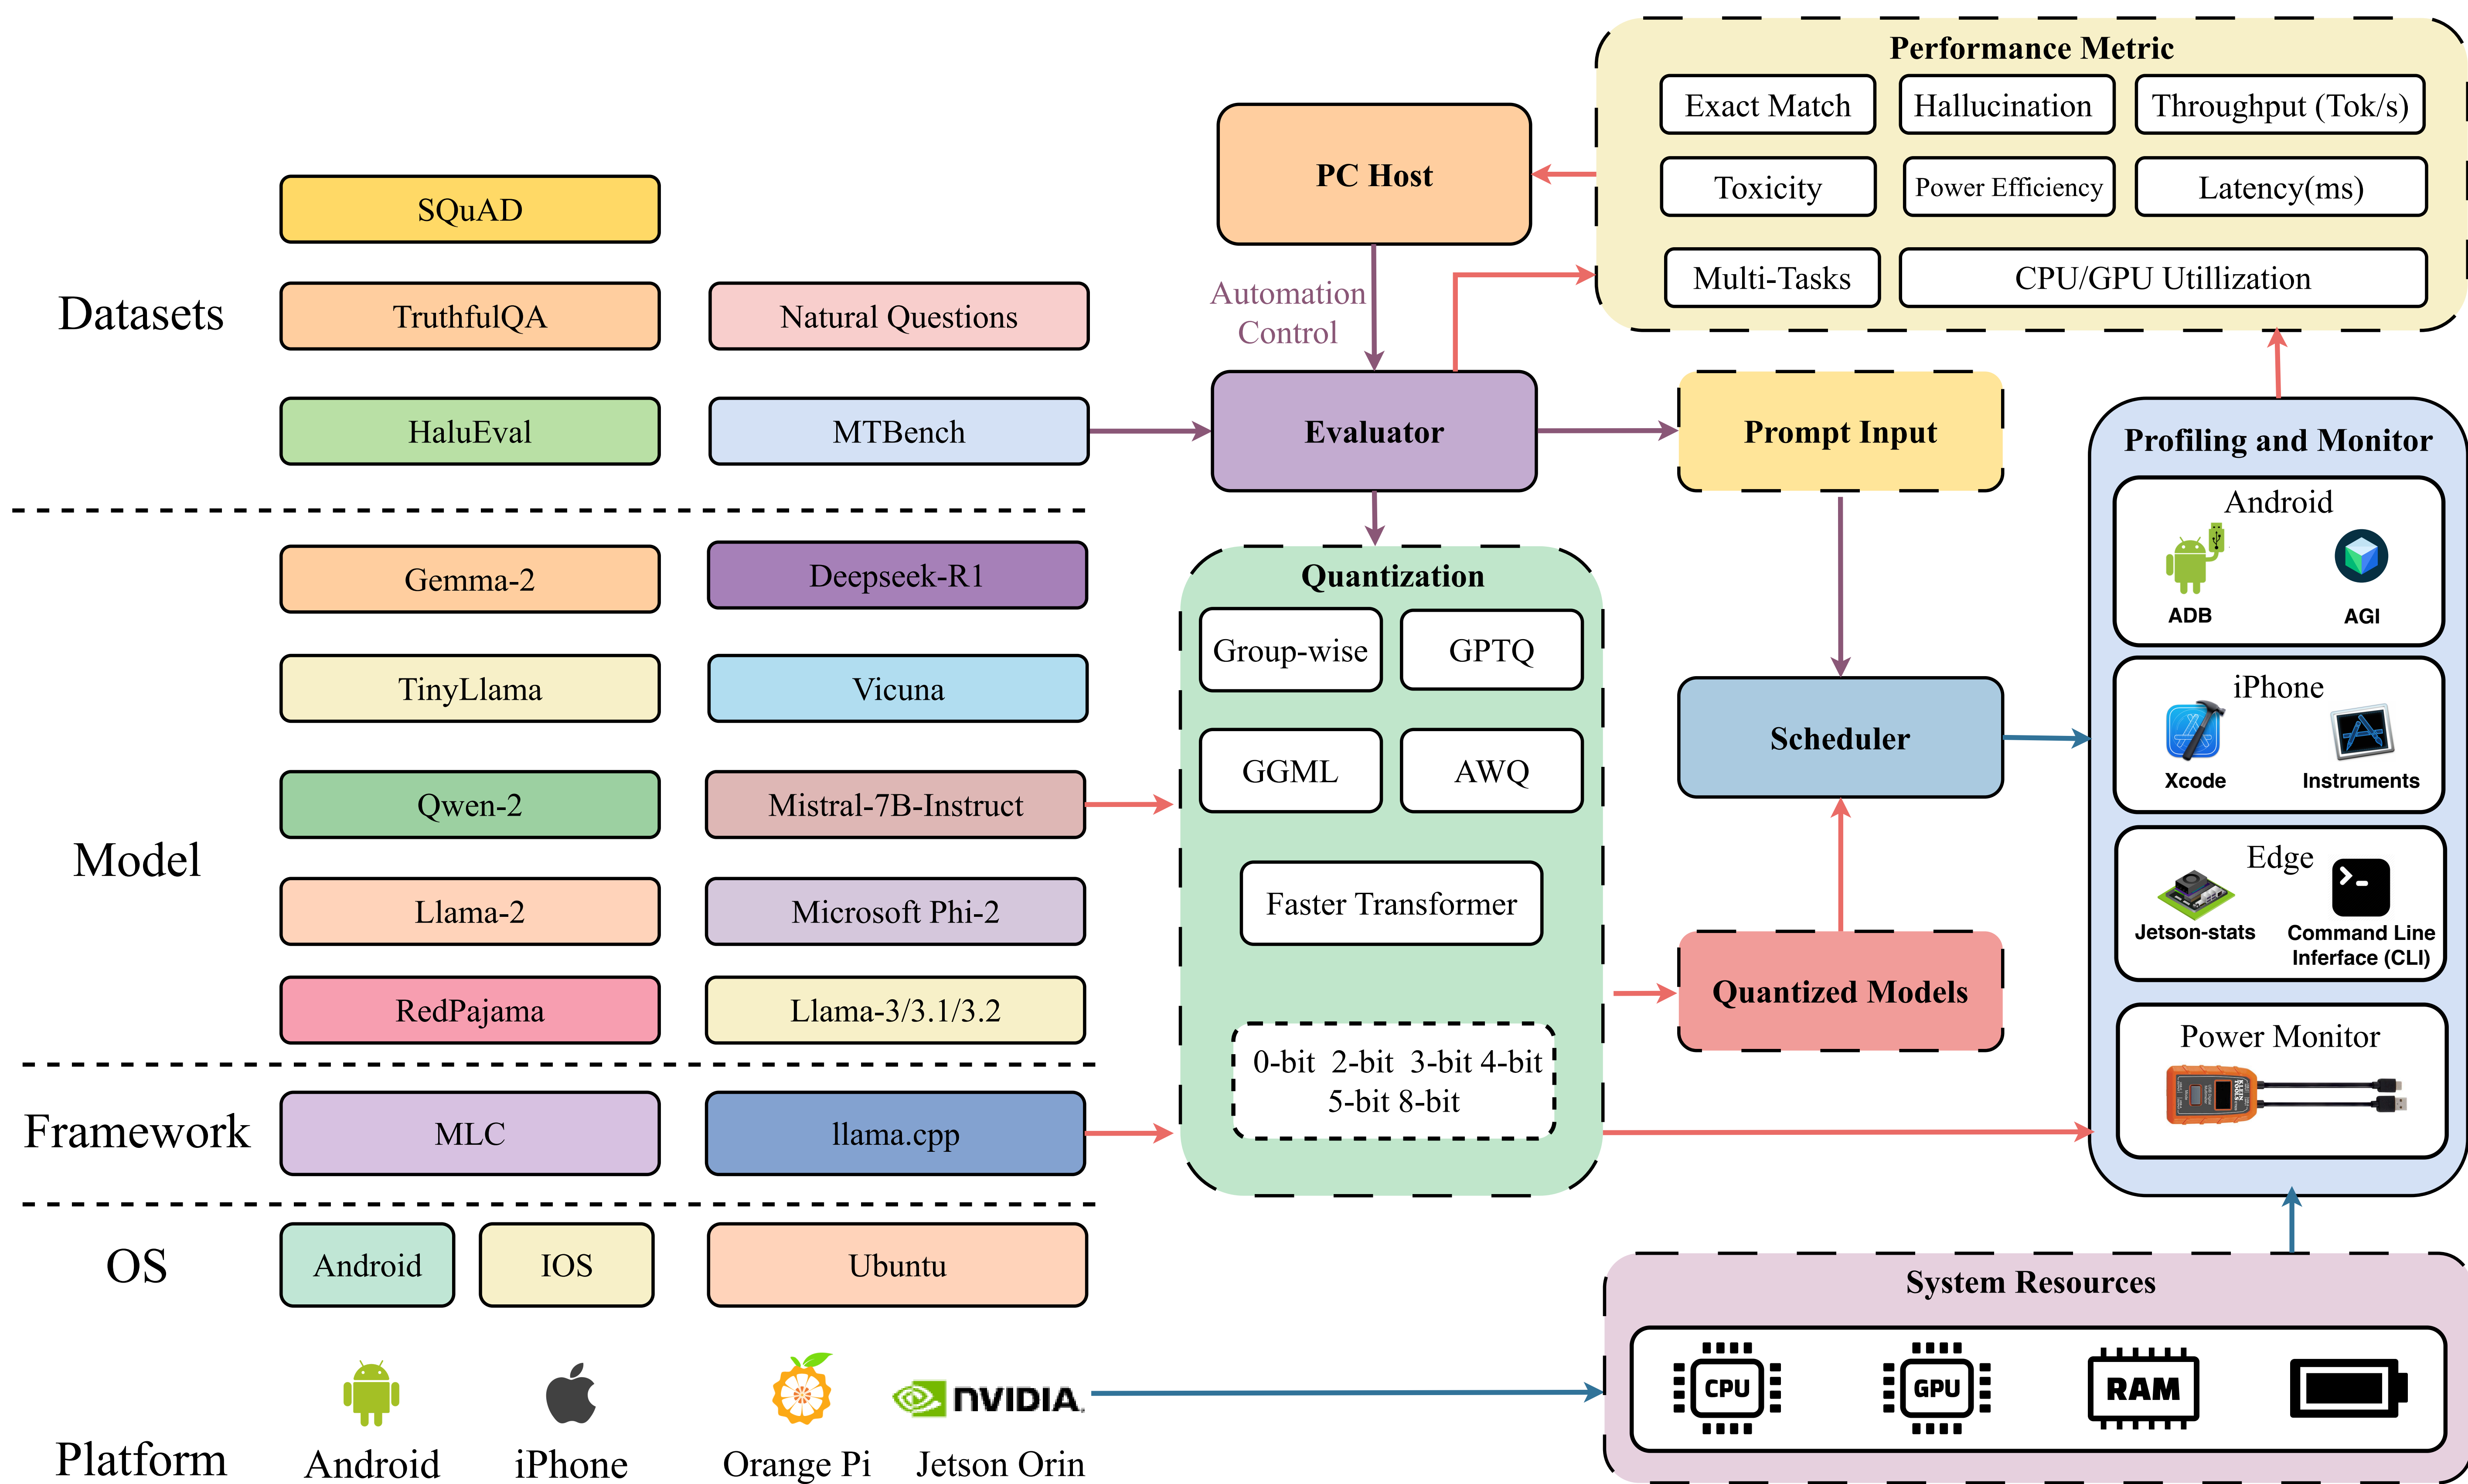 Datasets
SQuAD
TruthfulQA
Natural Questions
HaluEval
MTBench
Model
Gemma-2
Deepseek-R1
TinyLlama
Vicuna
Qwen-2
Mistral-7B-Instruct
Llama-2
Microsoft Phi-2
RedPajama
Llama-3/3.1/3.2
Framework
MLC
llama.cpp
OS
Android
IOS
Ubuntu
Platform
Android
iPhone
Orange Pi
NVIDIA
Jetson Orin
PC Host
Automation
Control
Evaluator
Prompt Input
Quantization
Group-wise
GPTQ
GGML
AWQ
Faster Transformer
0-bit 2-bit 3-bit 4-bit
5-bit 8-bit
Scheduler
Quantized Models
Performance Metric
Exact Match
Hallucination
Throughput (Tok/s)
Toxicity
Power Efficiency
Latency(ms)
Multi-Tasks
CPU/GPU Utillization
Profiling and Monitor
Android
ADB
AGI
iPhone
Xcode
Instruments
Edge
Jetson-stats
Command Line
Inferface (CLI)
Power Monitor
KLEIN
TOOLS
System Resources
CPU
GPU
RAM